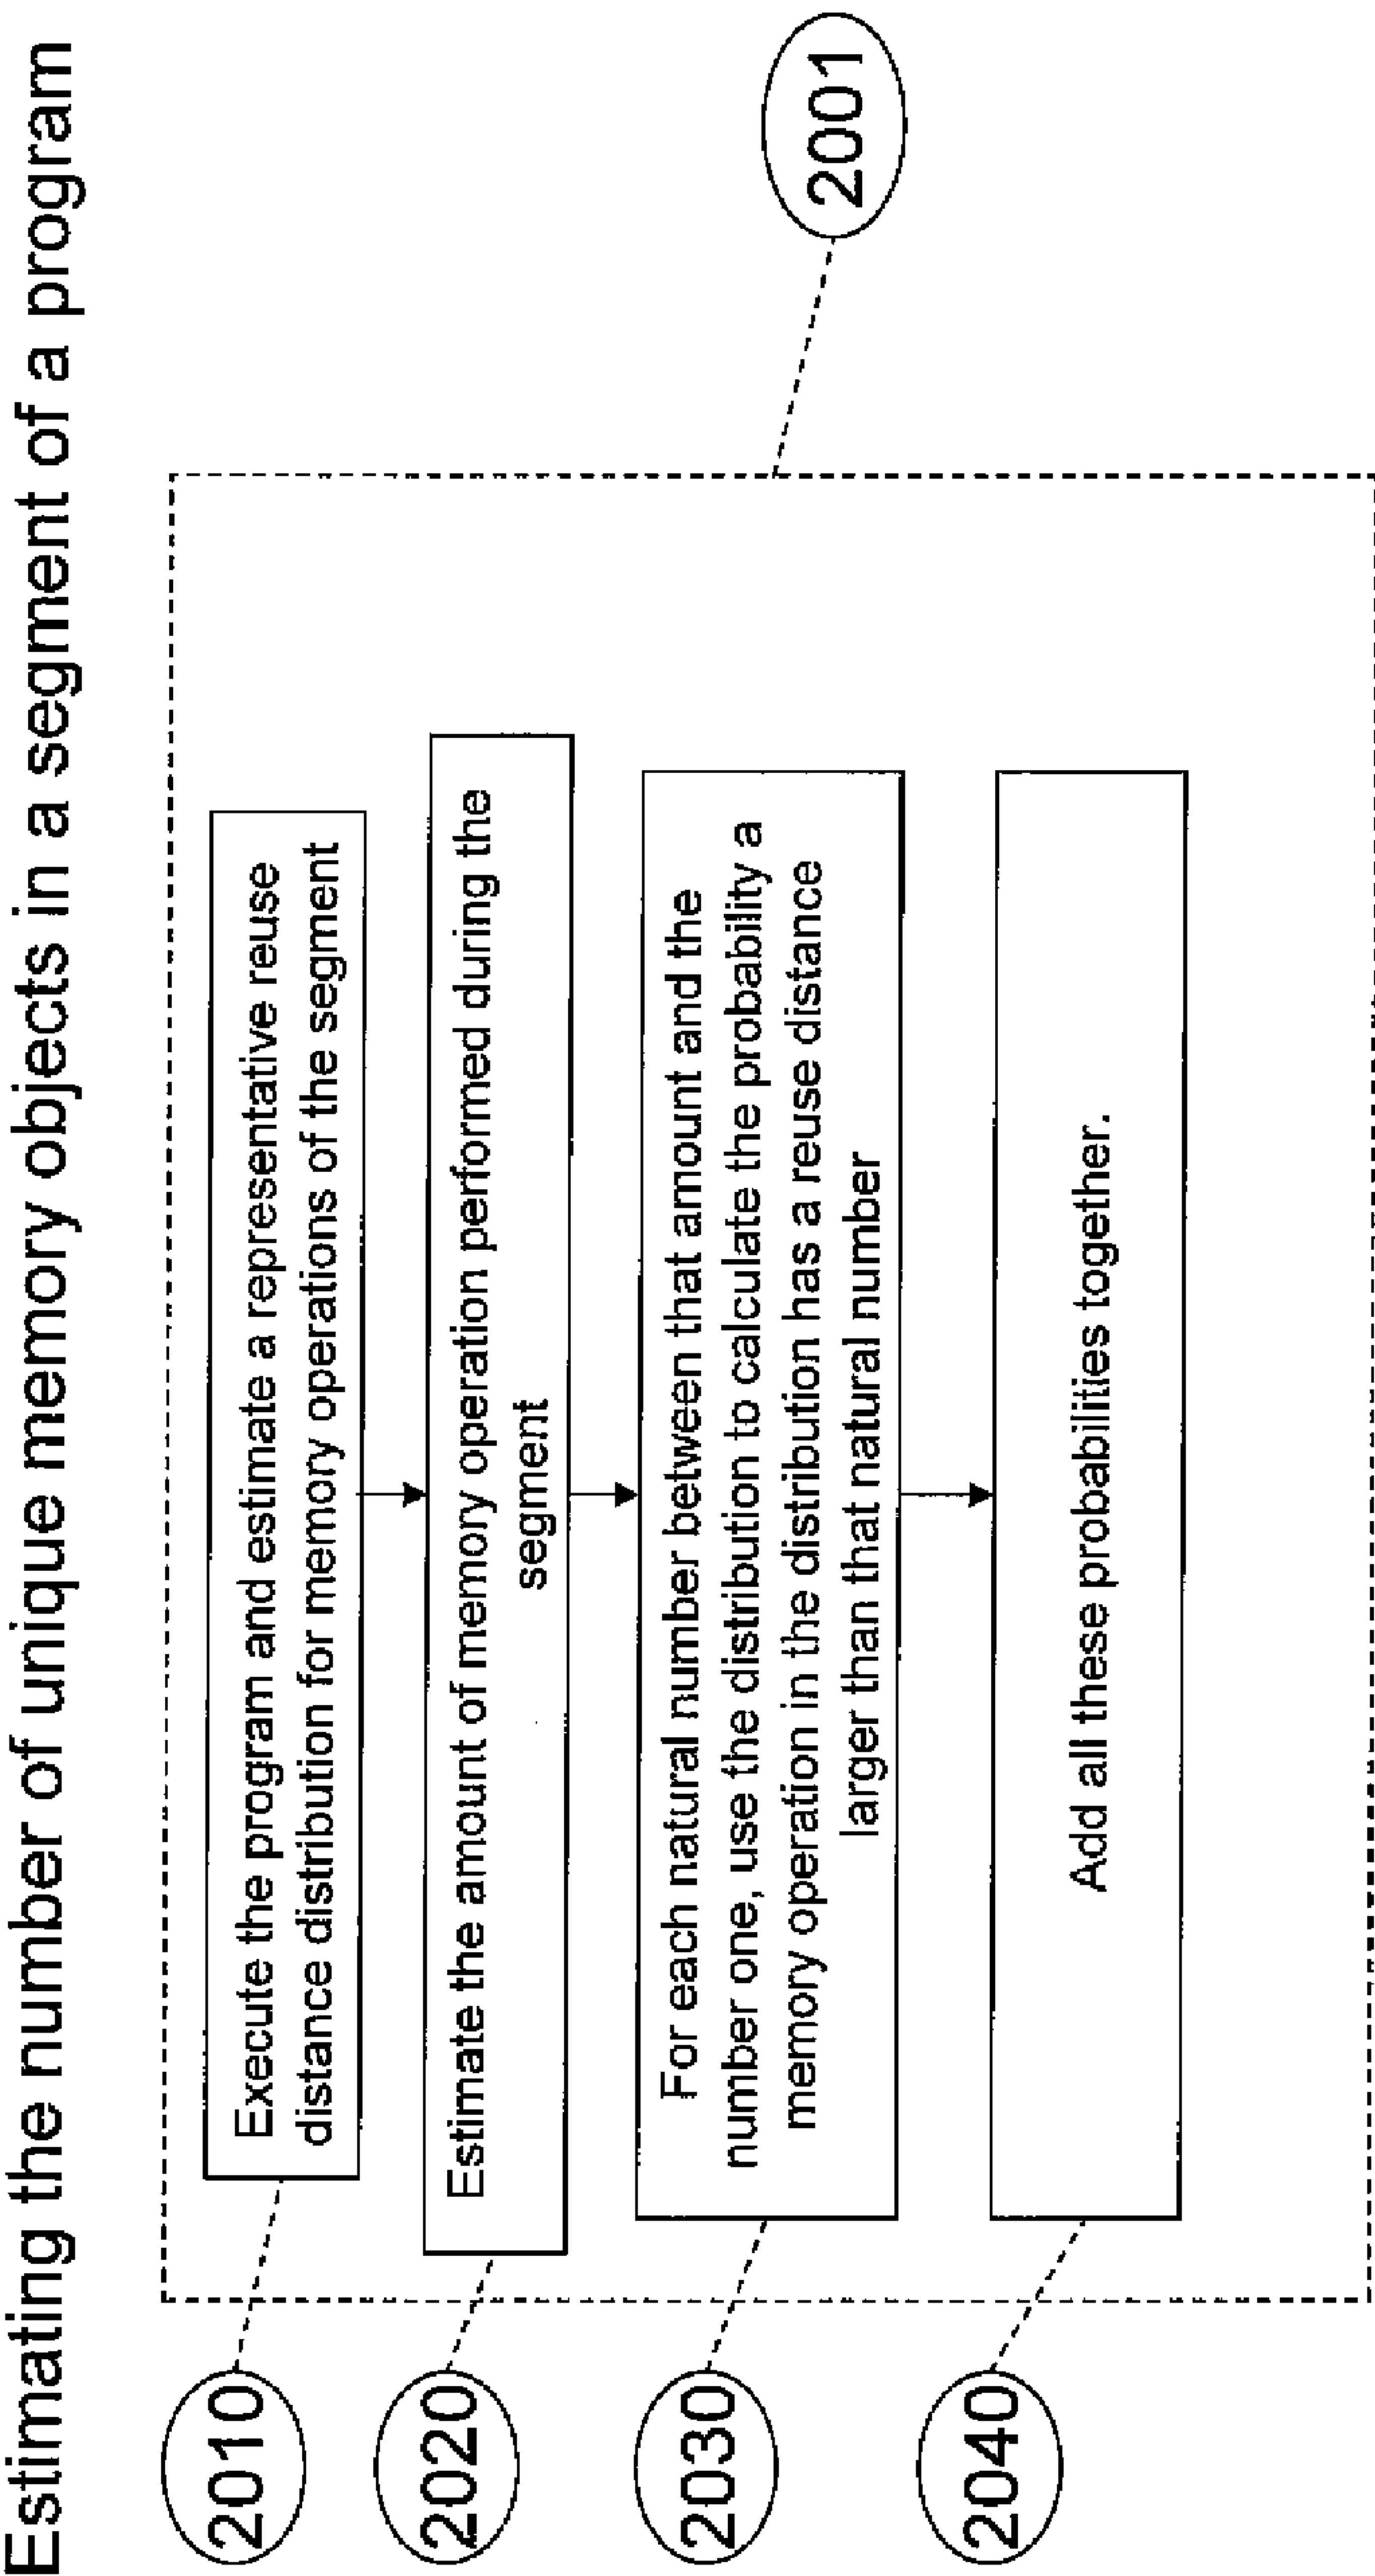 Estimating the number of unique memory objects in a segment of a program
2001
2010
Execute the program and estimate a representative reuse
distance distribution for memory operations of the segment
2020
Estimate the amount of memory operation performed during the
segment
2030
For each natural number between that amount and the
number one, use the distribution to calculate the probability a
memory operation in the distribution has a reuse distance
larger than that natural number
2040
Add all these probabilities together.